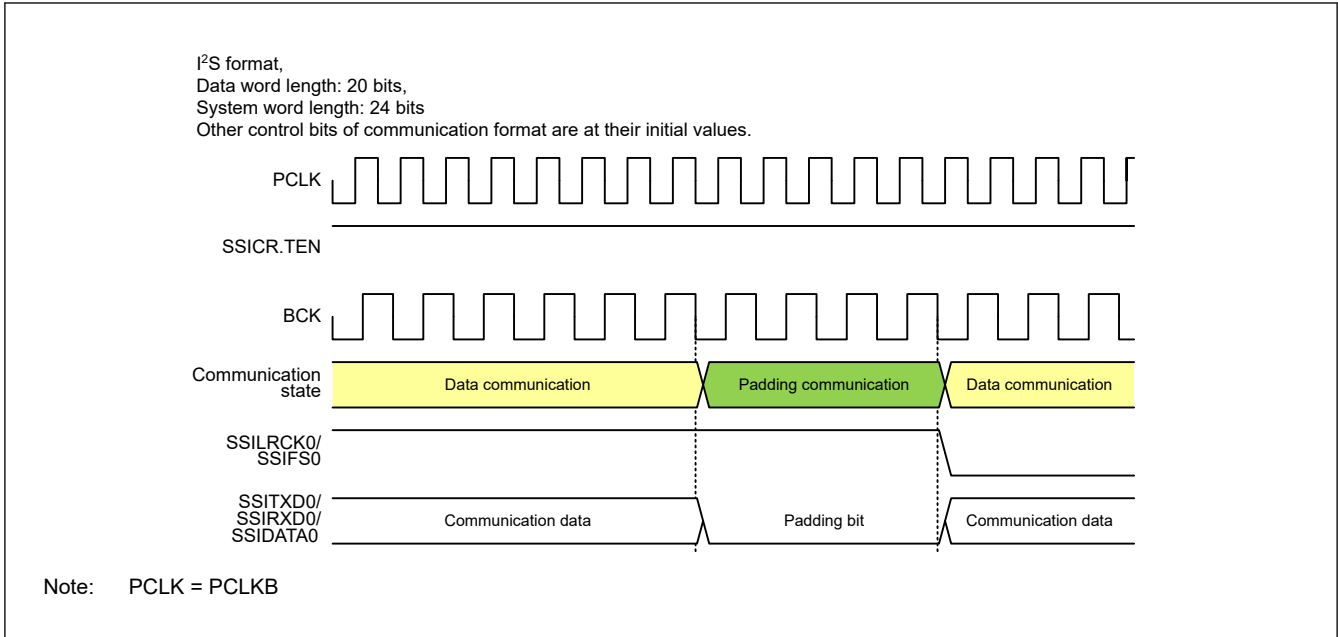 I²S format,
Data word length: 20 bits,
System word length: 24 bits
Other control bits of communication format are at their initial values.
PCLK
SSICR.TEN
BCK
Communication
state
Data communication
Padding communication
Data communication
SSILRCK0/
SSIFS0
SSITXD0/
SSIRXD0/
SSIDATA0
Communication data
Padding bit
Communication data
Note: PCLK = PCLKB